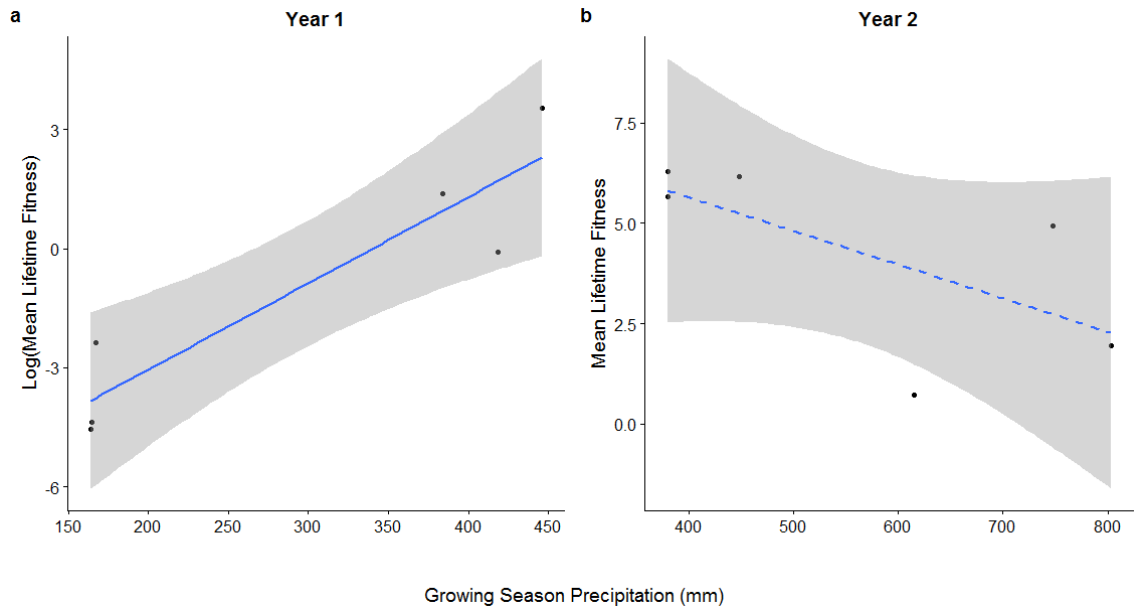 a
Year 1
Log(Mean Lifetime Fitness)
3
0
-3
-6
150 200 250 300 350 400 450
b
Year 2
Mean Lifetime Fitness
7.5
5.0
2.5
0.0
400 500 600 700 800
Growing Season Precipitation (mm)